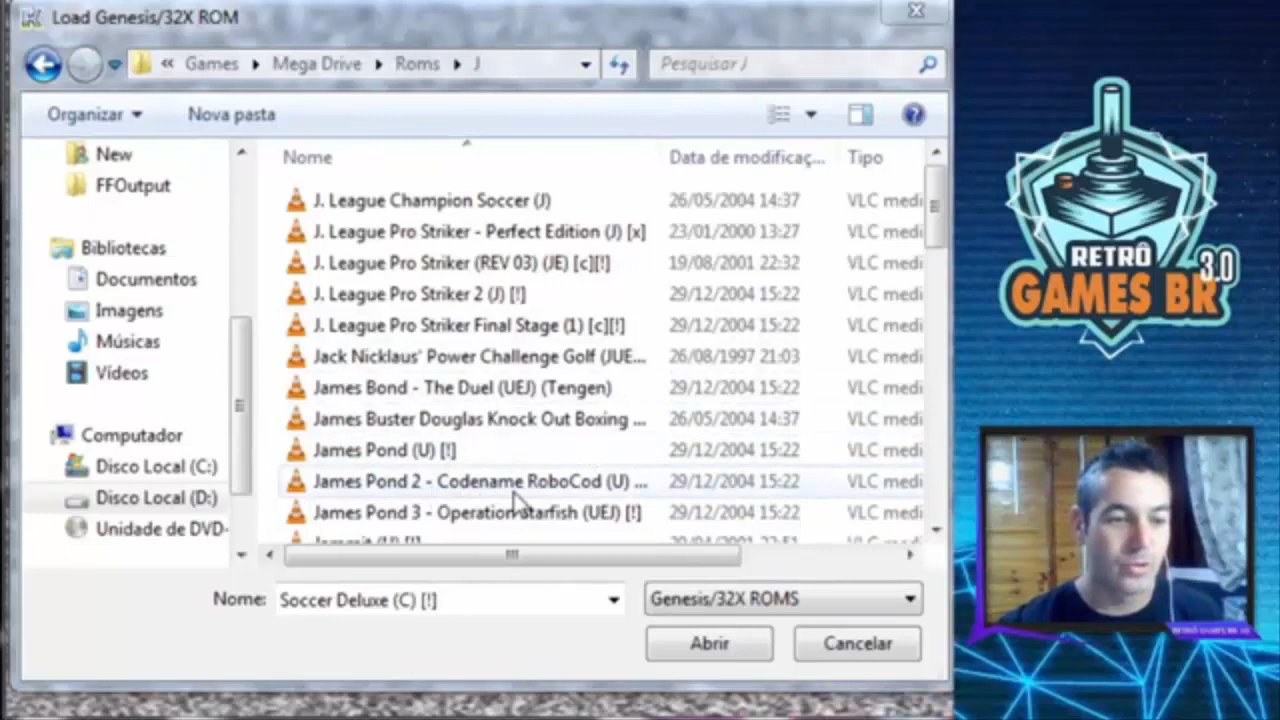 Load Genesis/32X ROM
« Games Mega Drive Roms J
Pesquisar J
Organizar
Nova pasta
New
FFOutput
Bibliotecas
Documentos
Imagens
Músicas
Vídeos
Computador
Disco Local (C:)
Disco Local (D:)
Unidade de DVD-
Nome Data de modificaç... Tipo
J. League Champion Soccer (J) 26/05/2004 14:37 VLC medi
J. League Pro Striker - Perfect Edition (J) [x] 23/01/2000 13:27 VLC medi
J. League Pro Striker (REV 03) (JE) [c][!] 19/08/2001 22:32 VLC medi
J. League Pro Striker 2 (J) [!] 29/12/2004 15:22 VLC medi
J. League Pro Striker Final Stage (1) [c][!] 29/12/2004 15:22 VLC medi
Jack Nicklaus' Power Challenge Golf (JUE... 26/08/1997 21:03 VLC medi
James Bond - The Duel (UEJ) (Tengen) 29/12/2004 15:22 VLC medi
James Buster Douglas Knock Out Boxing ... 26/05/2004 14:37 VLC medi
James Pond (U) [!] 29/12/2004 15:22 VLC medi
James Pond 2 - Codename RoboCod (U) ... 29/12/2004 15:22 VLC medi
James Pond 3 - Operation Starfish (UEJ) [!] 29/12/2004 15:22 VLC medi
Nome: Soccer Deluxe (C) [!]
Genesis/32X ROMS
Abrir
Cancelar
RETRÔ
GAMES BR
3.0